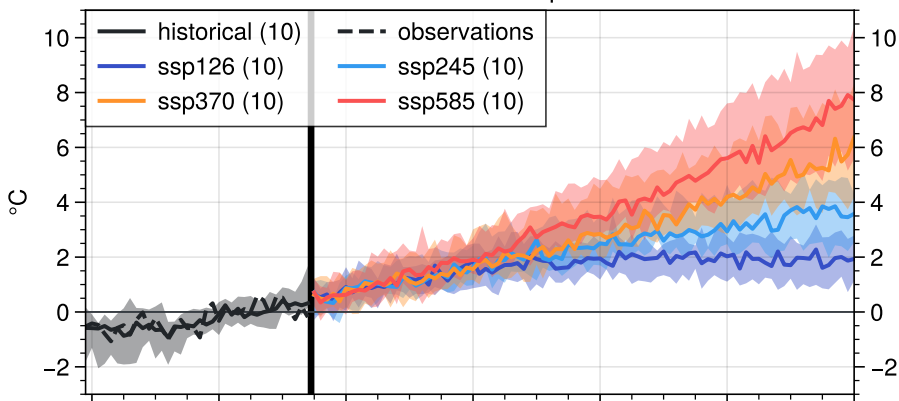 historical (10) observations
ssp126 (10) ssp245 (10)
ssp370 (10) ssp585 (10)
10 10
8 8
6 6
4 4
2 2
0 0
−2 −2
°C